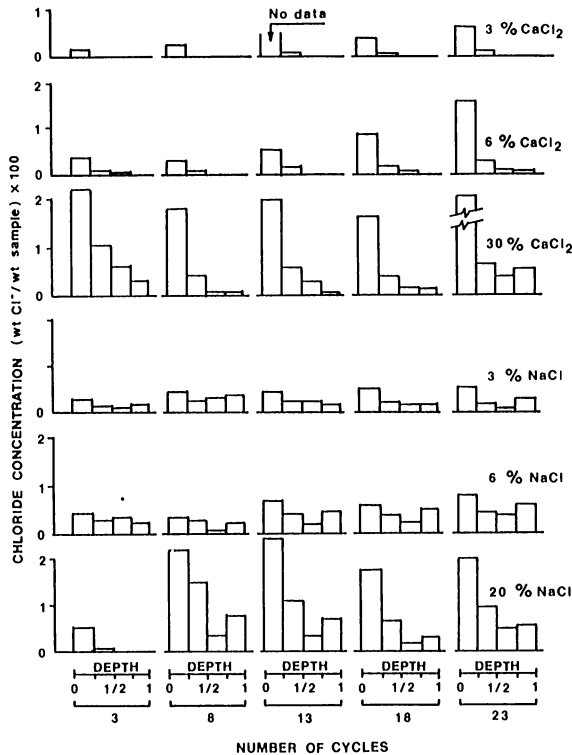 No data
1
0
3 % CaCl2
2
1
0
6 % CaCl2
2
1
0
30 % CaCl2
0
3 % NaCl
2
1
0
6 % NaCl
2
1
0
20 % NaCl
CHLORIDE CONCENTRATION (wt Cl⁻/ wt sample) × 100
DEPTH DEPTH DEPTH DEPTH DEPTH
0 1/2 1 0 1/2 1 0 1/2 1 0 1/2 1 0 1/2 1
3 8 13 18 23
NUMBER OF CYCLES